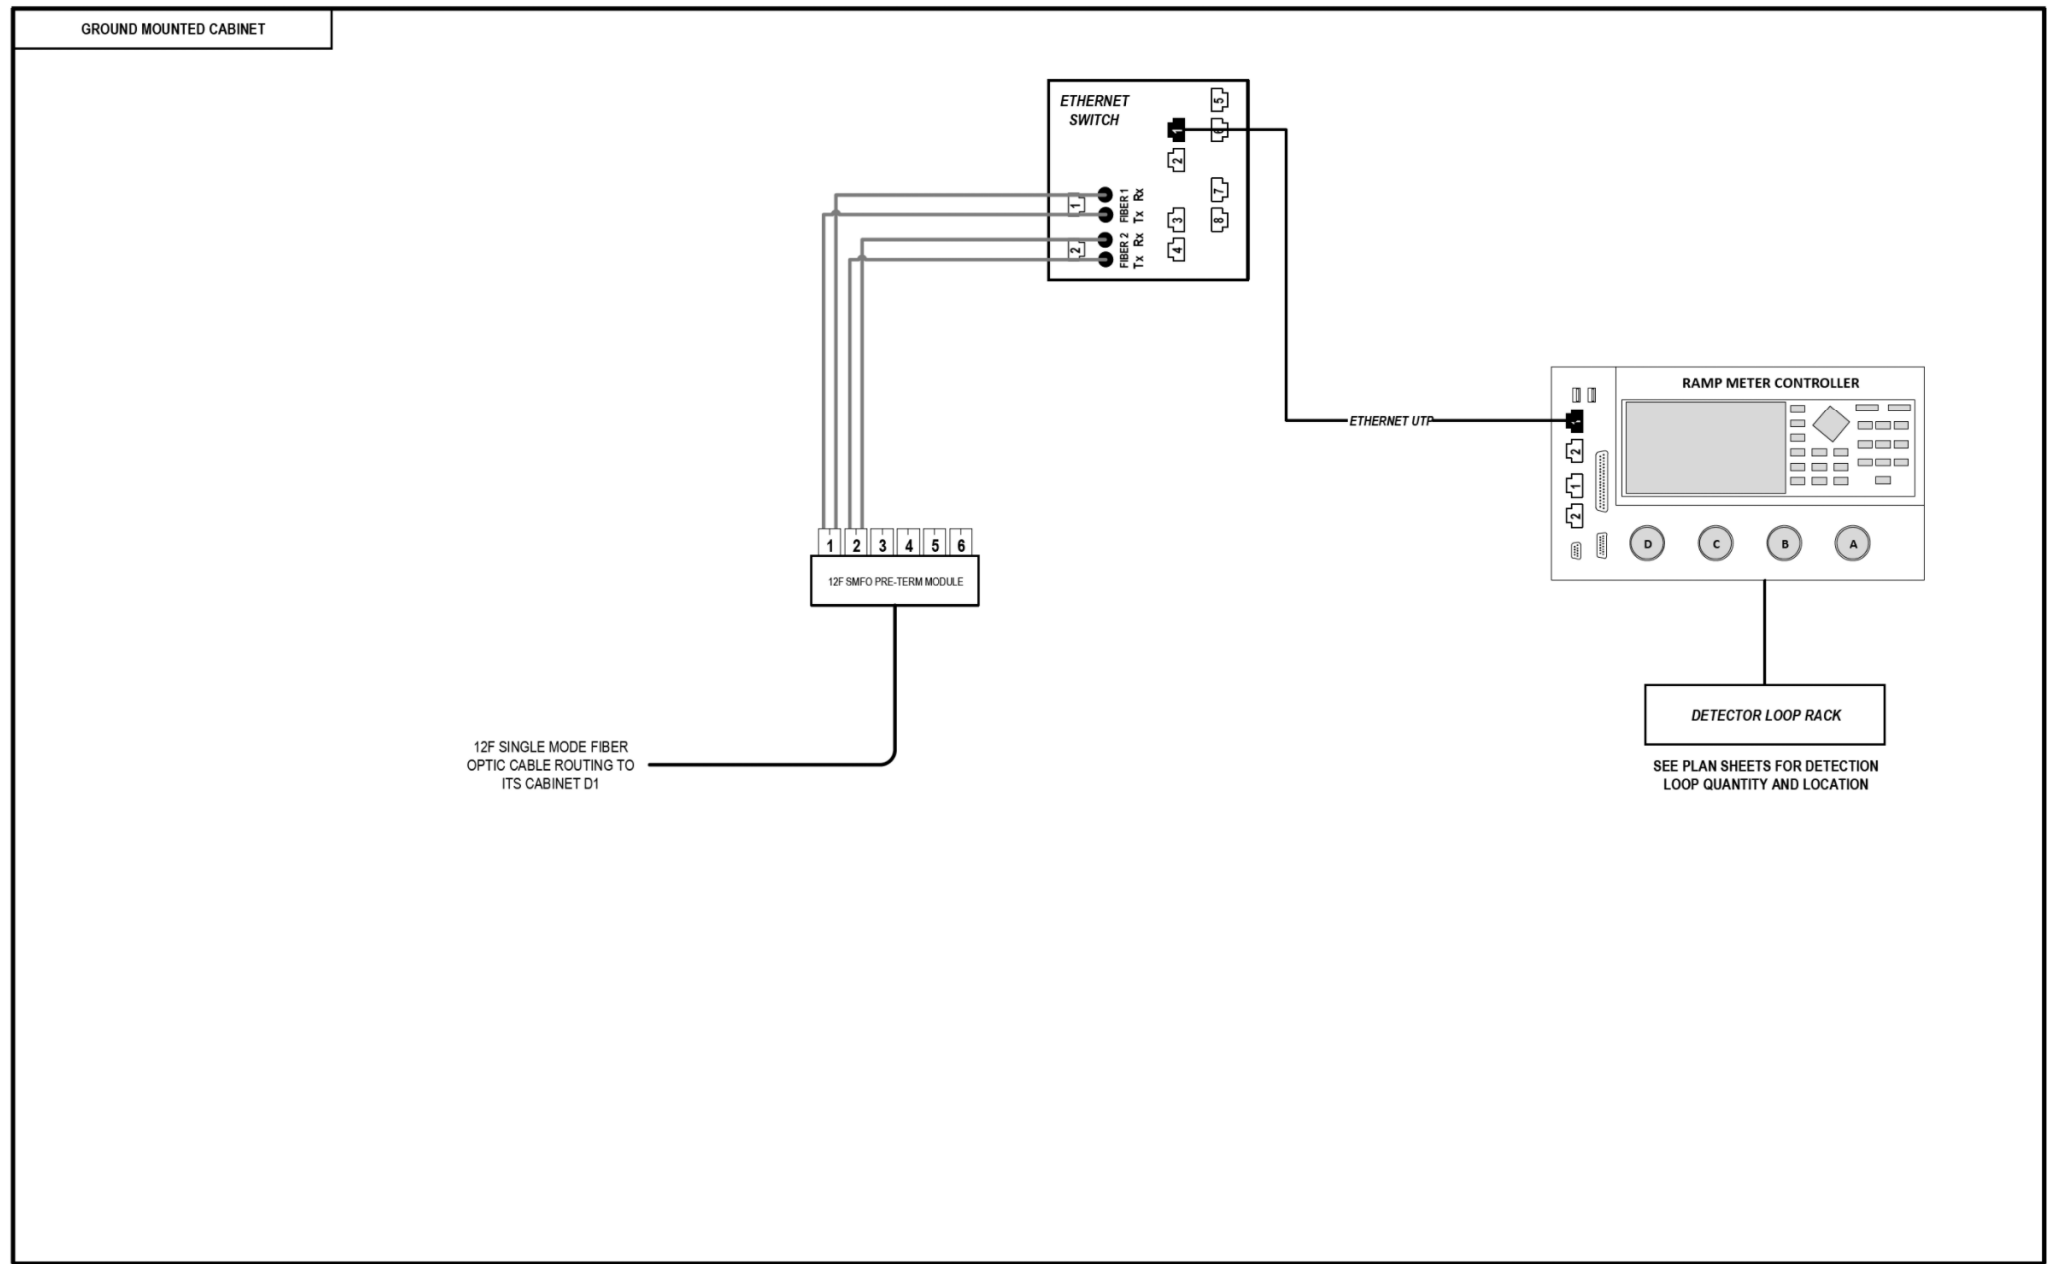 GROUND MOUNTED CABINET
ETHERNET
SWITCH
5
1
6
2
7
3
8
4
1
2
FIBER 1
Tx Rx
FIBER 2
Tx Rx
RAMP METER CONTROLLER
ETHERNET UTP
1
2
1
2
D
C
B
A
1
2
3
4
5
6
12F SMFO PRE-TERM MODULE
DETECTOR LOOP RACK
12F SINGLE MODE FIBER
OPTIC CABLE ROUTING TO
ITS CABINET D1
SEE PLAN SHEETS FOR DETECTION
LOOP QUANTITY AND LOCATION